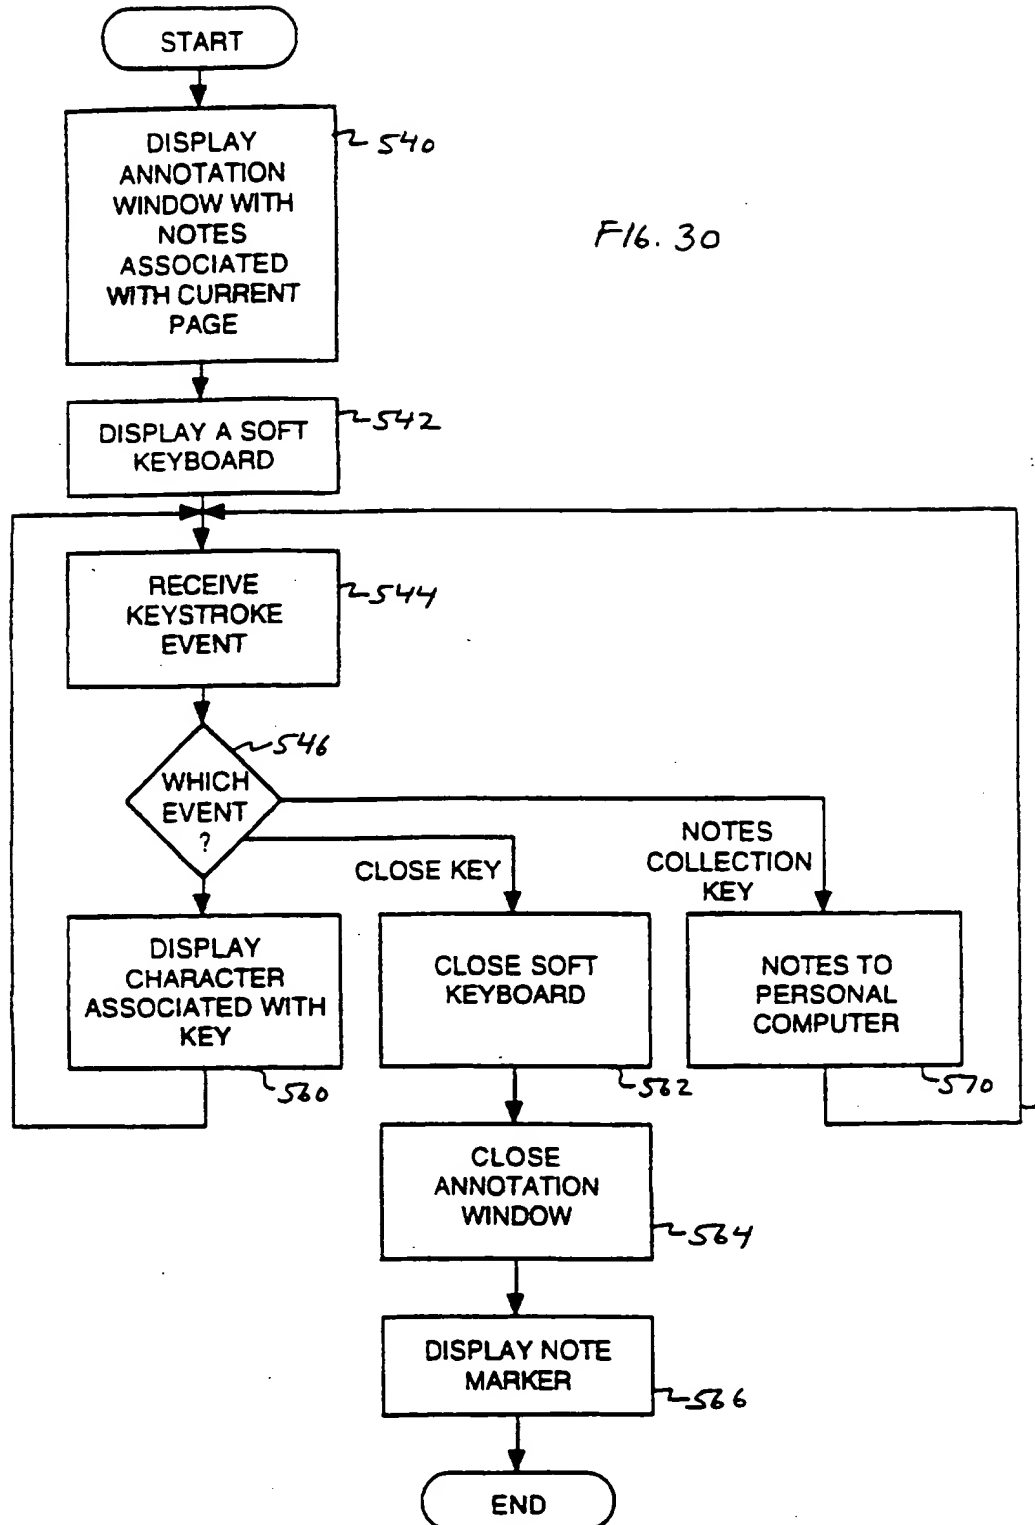 START
DISPLAY
ANNOTATION
WINDOW WITH
NOTES
ASSOCIATED
WITH CURRENT
PAGE
540
FIG. 30
DISPLAY A SOFT
KEYBOARD
542
RECEIVE
KEYSTROKE
EVENT
544
WHICH
EVENT
?
546
CLOSE KEY
NOTES
COLLECTION
KEY
DISPLAY
CHARACTER
ASSOCIATED WITH
KEY
560
CLOSE SOFT
KEYBOARD
562
NOTES TO
PERSONAL
COMPUTER
570
CLOSE
ANNOTATION
WINDOW
564
DISPLAY NOTE
MARKER
566
END